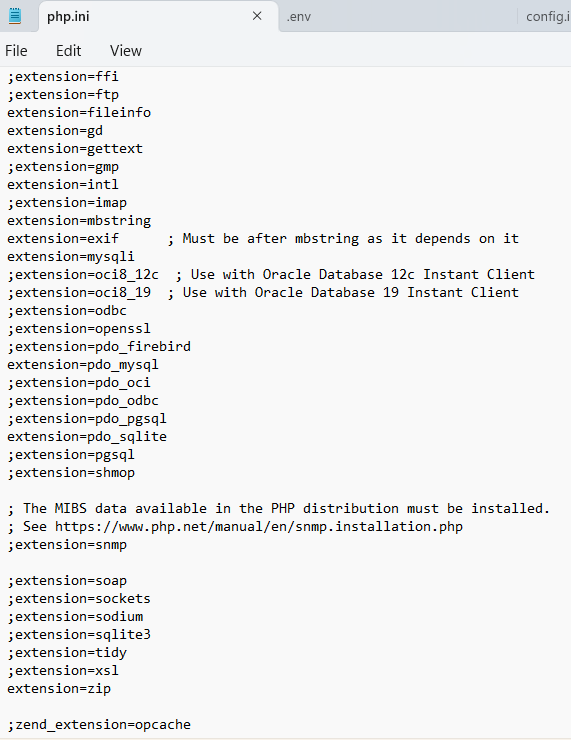 php.ini
.env
config.i
File Edit View
;extension=ffi
;extension=ftp
extension=fileinfo
extension=gd
extension=gettext
;extension=gmp
extension=intl
;extension=imap
extension=mbstring
extension=exif      ; Must be after mbstring as it depends on it
extension=mysqli
;extension=oci8_12c  ; Use with Oracle Database 12c Instant Client
;extension=oci8_19  ; Use with Oracle Database 19 Instant Client
;extension=odbc
;extension=openssl
;extension=pdo_firebird
extension=pdo_mysql
;extension=pdo_oci
;extension=pdo_odbc
;extension=pdo_pgsql
extension=pdo_sqlite
;extension=pgsql
;extension=shmop
; The MIBS data available in the PHP distribution must be installed.
; See https://www.php.net/manual/en/snmp.installation.php
;extension=snmp
;extension=soap
;extension=sockets
;extension=sodium
;extension=sqlite3
;extension=tidy
;extension=xsl
extension=zip
;zend_extension=opcache